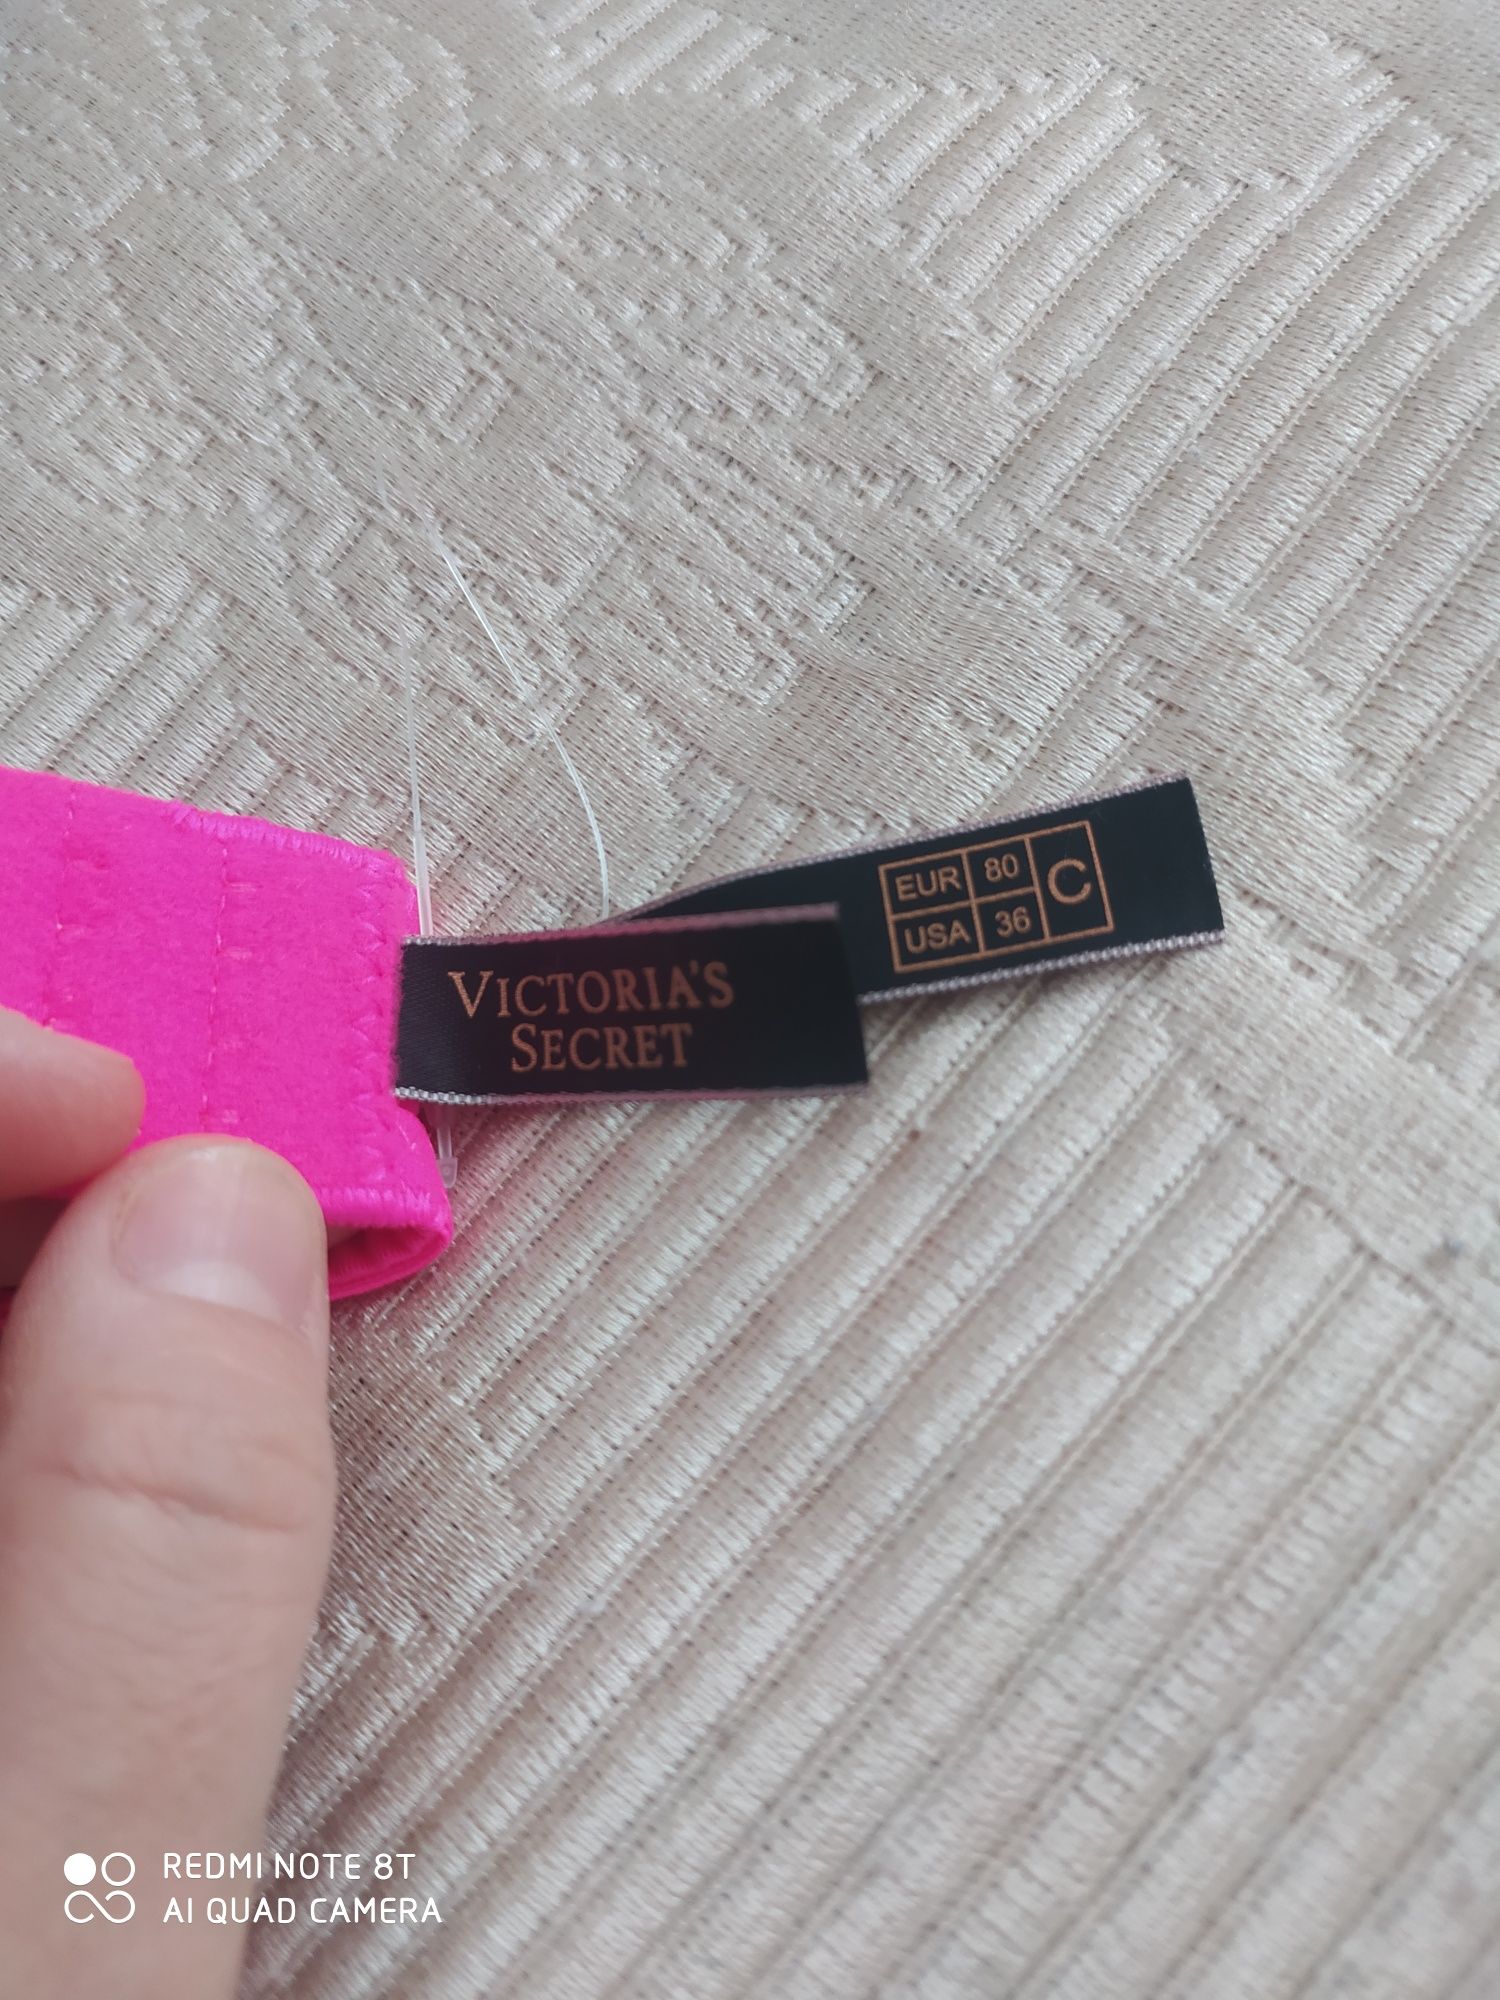 EUR 80 C
USA 36
VICTORIA'S
SECRET
REDMI NOTE 8T
AI QUAD CAMERA